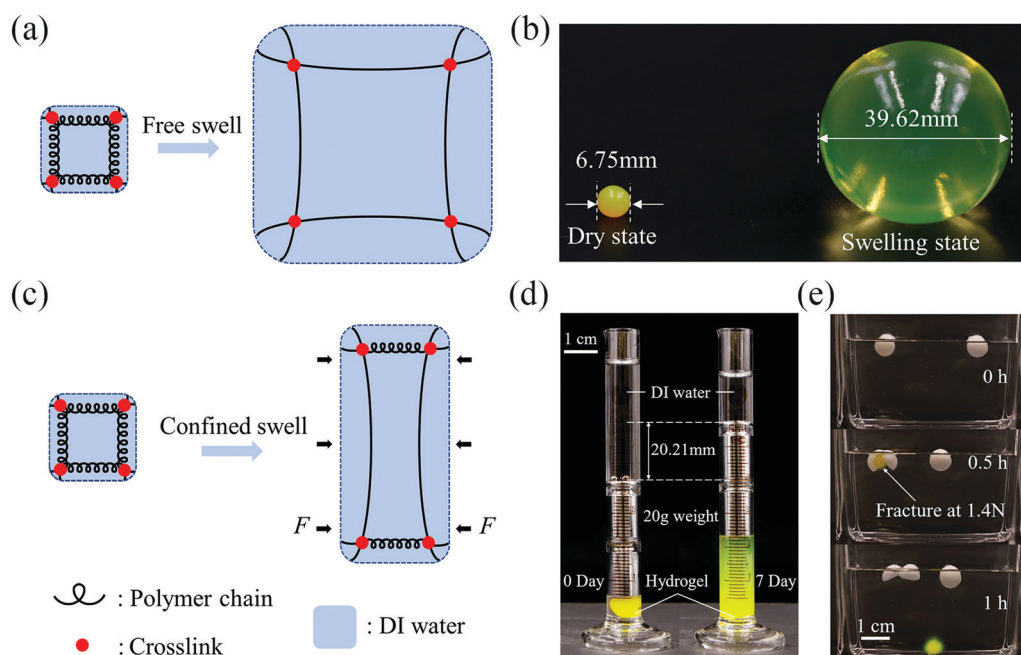 (a)
Free swell
(b)
6.75mm
Dry state
39.62mm
Swelling state
(c)
Confined swell
F
F
: Polymer chain
: Crosslink
: DI water
(d)
1 cm
DI water
20.21mm
20g weight
0 Day
Hydrogel
7 Day
(e)
0 h
0.5 h
Fracture at 1.4N
1 h
1 cm